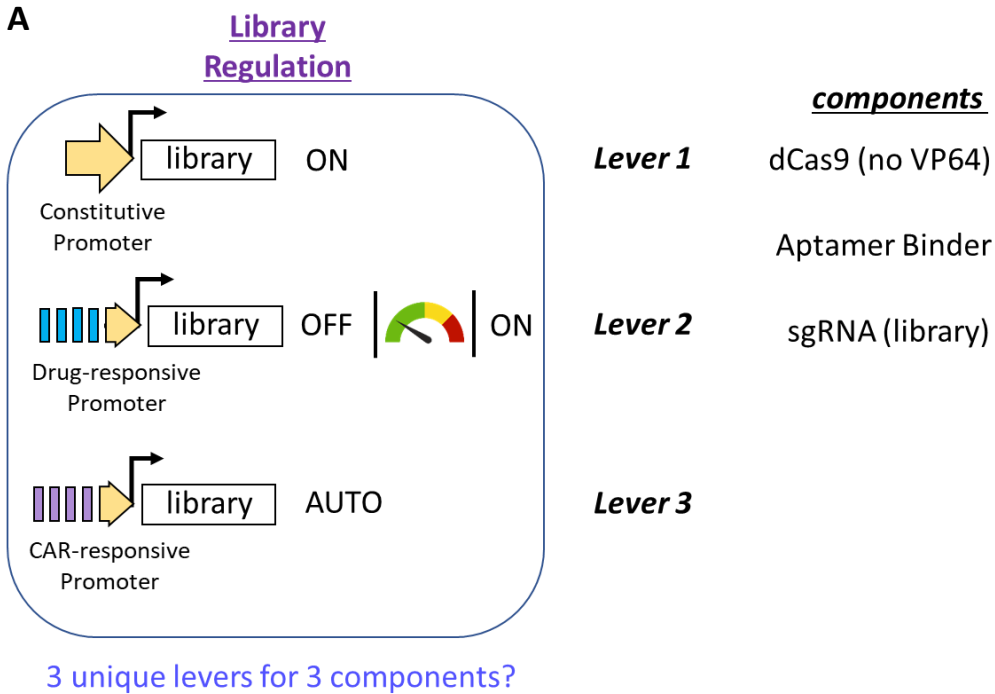 A
Library
Regulation
components
library ON
Lever 1
dCas9 (no VP64)
Constitutive
Promoter
Aptamer Binder
library OFF ON
Lever 2
sgRNA (library)
Drug-responsive
Promoter
library AUTO
Lever 3
CAR-responsive
Promoter
3 unique levers for 3 components?